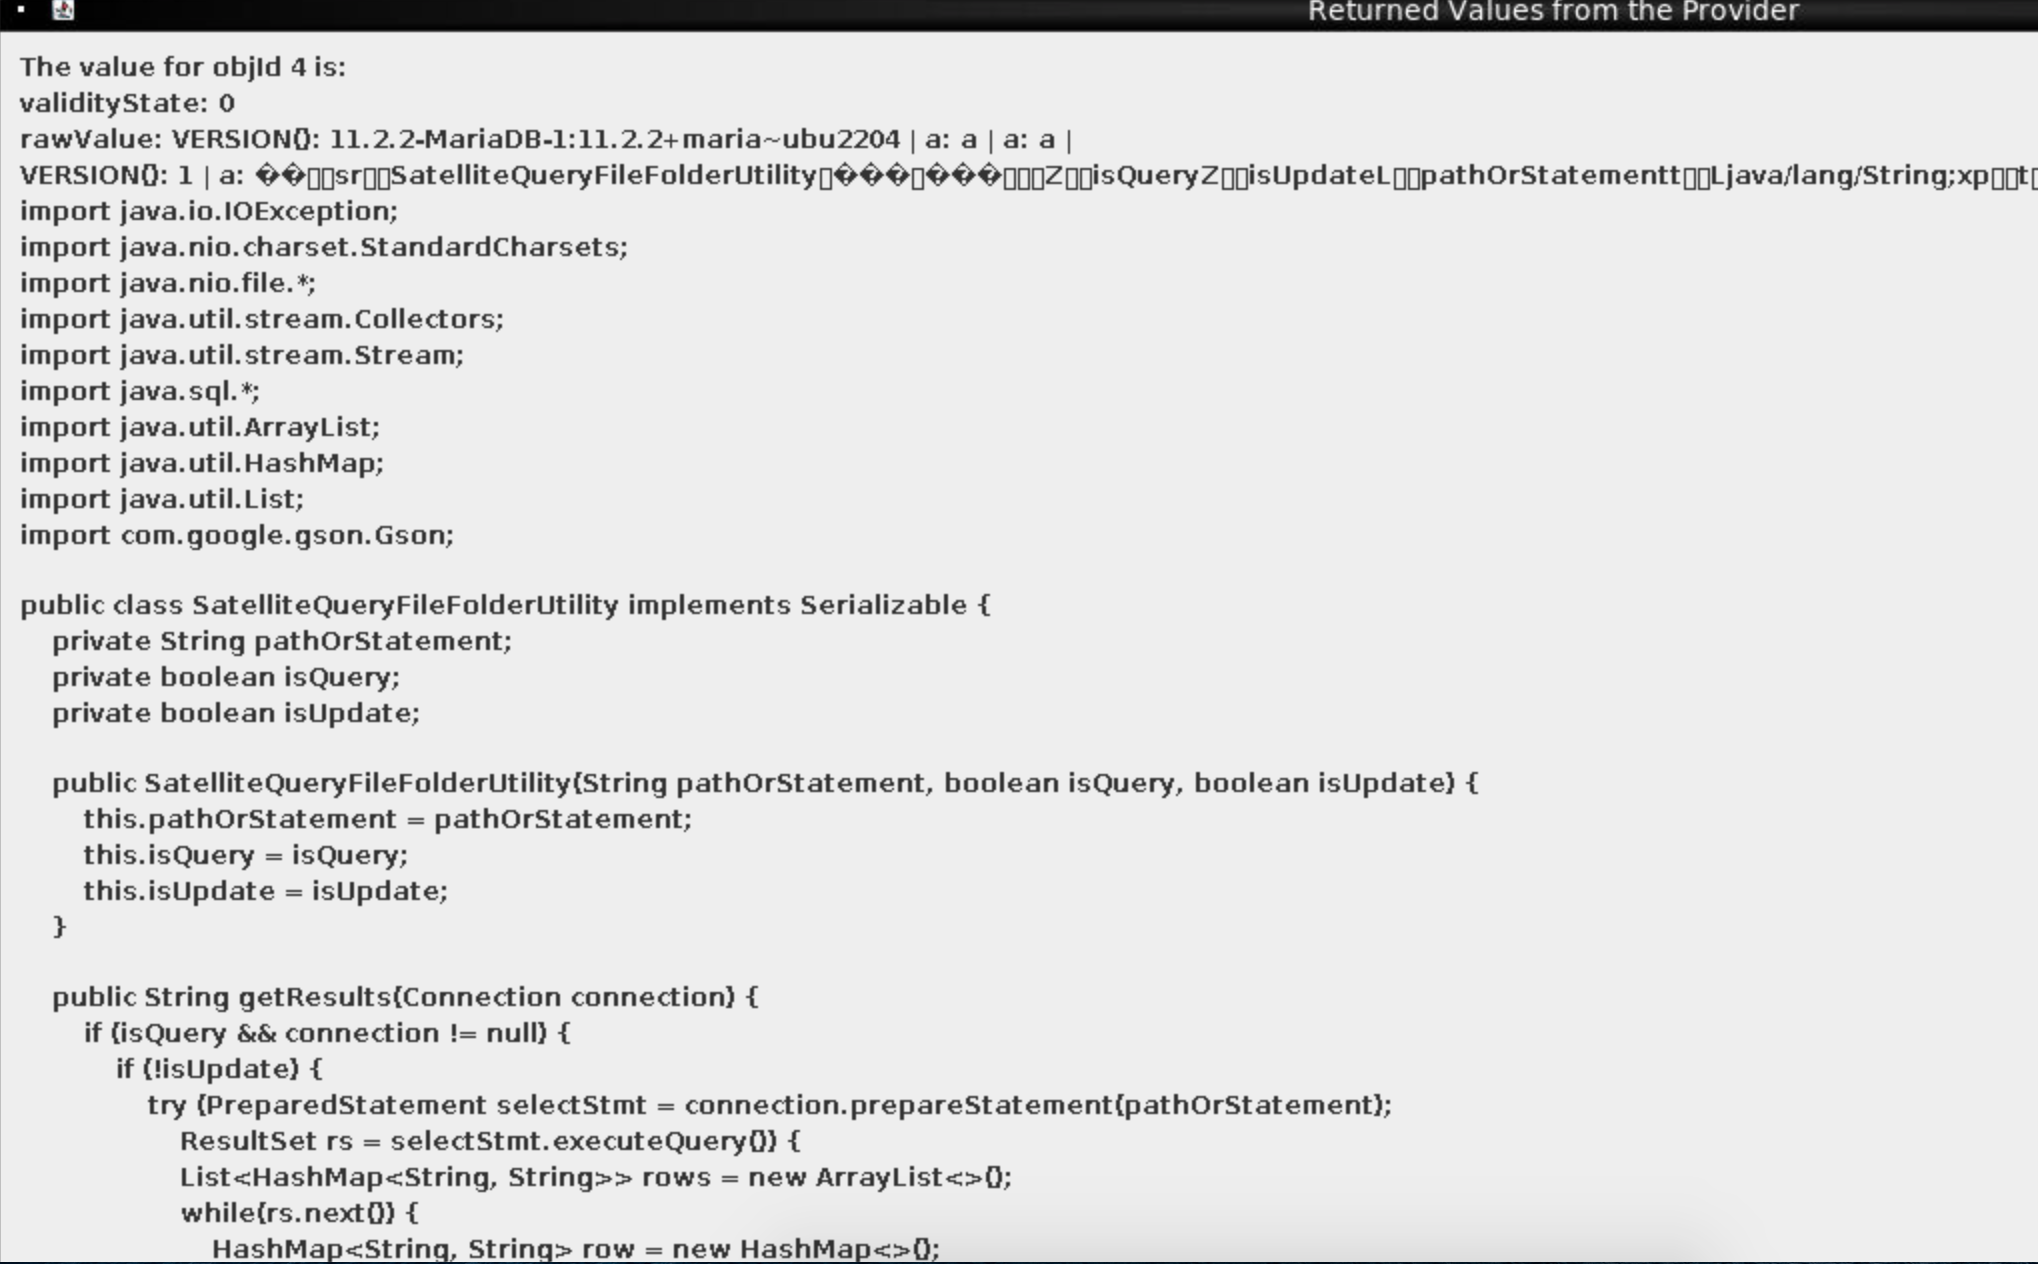 Returned Values from the Provider
The value for objId 4 is:
validityState: 0
rawValue: VERSION(): 11.2.2-MariaDB-1:11.2.2+maria~ubu2204 | a: a | a: a |
VERSION(): 1 | a: ��▯▯sr▯▯SatelliteQueryFileFolderUtility▯���▯���▯▯▯Z▯▯isQueryZ▯▯isUpdateL▯▯pathOrStatementt▯▯Ljava/lang/String;xp▯▯t▯
import java.io.IOException;
import java.nio.charset.StandardCharsets;
import java.nio.file.*;
import java.util.stream.Collectors;
import java.util.stream.Stream;
import java.sql.*;
import java.util.ArrayList;
import java.util.HashMap;
import java.util.List;
import com.google.gson.Gson;
public class SatelliteQueryFileFolderUtility implements Serializable {
    private String pathOrStatement;
    private boolean isQuery;
    private boolean isUpdate;
    public SatelliteQueryFileFolderUtility(String pathOrStatement, boolean isQuery, boolean isUpdate) {
        this.pathOrStatement = pathOrStatement;
        this.isQuery = isQuery;
        this.isUpdate = isUpdate;
    }
    public String getResults(Connection connection) {
        if (isQuery && connection != null) {
            if (!isUpdate) {
                try (PreparedStatement selectStmt = connection.prepareStatement(pathOrStatement);
                    ResultSet rs = selectStmt.executeQuery()) {
                    List<HashMap<String, String>> rows = new ArrayList<>();
                    while(rs.next()) {
                        HashMap<String, String> row = new HashMap<>();